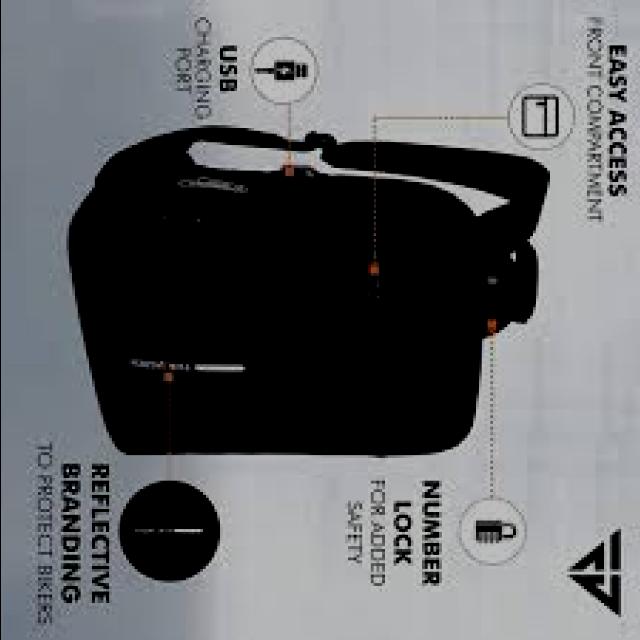 EASY ACCESS
FRONT COMPARTMENT
USB
CHARGING
PORT
NUMBER
LOCK
FOR ADDED
SAFETY
REFLECTIVE
BRANDING
TO PROTECT BIKERS